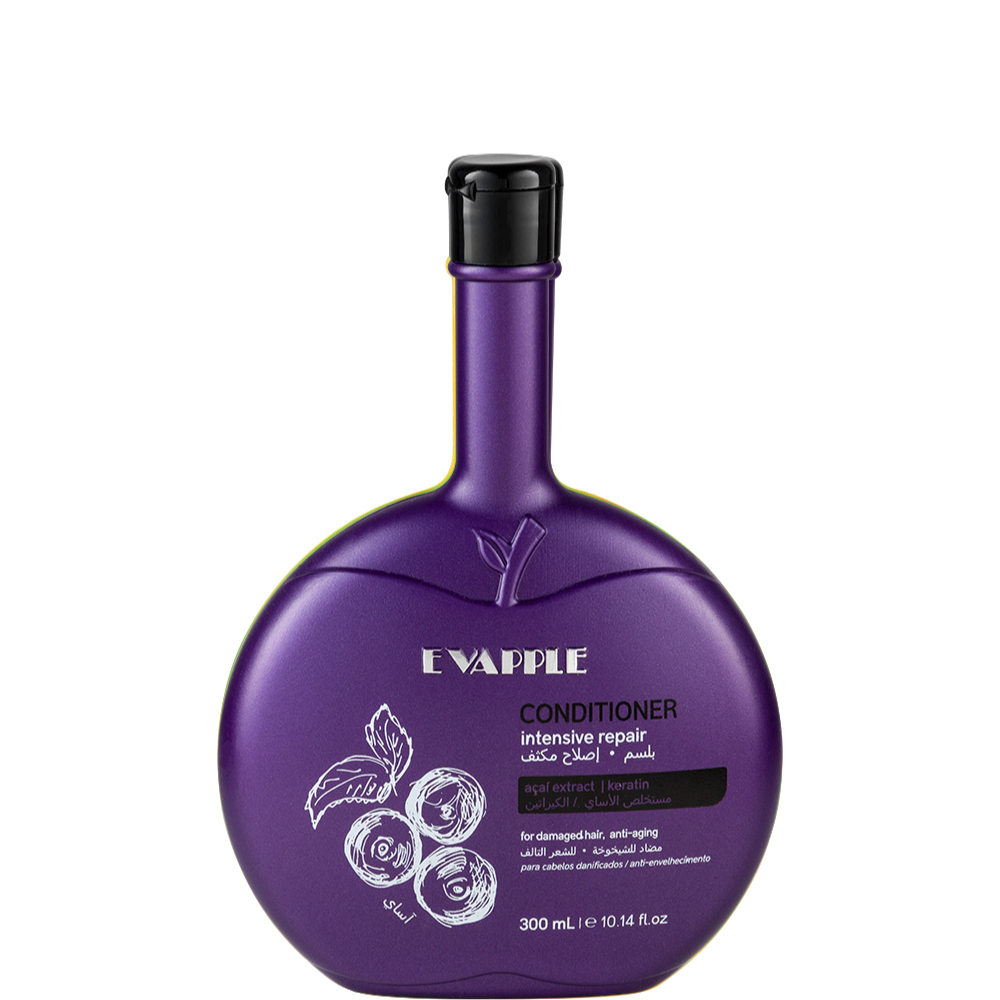 EVAPPLE
CONDITIONER
intensive repair
بلسم • إصلاح مكثف
açaí extract | keratin
مستخلص الأساي / الكيراتين
for damaged hair, anti-aging
مضاد للشيخوخة • للشعر التالف
para cabelos danificados / anti-envelhecimento
آساي
300 mL | e 10.14 fl.oz